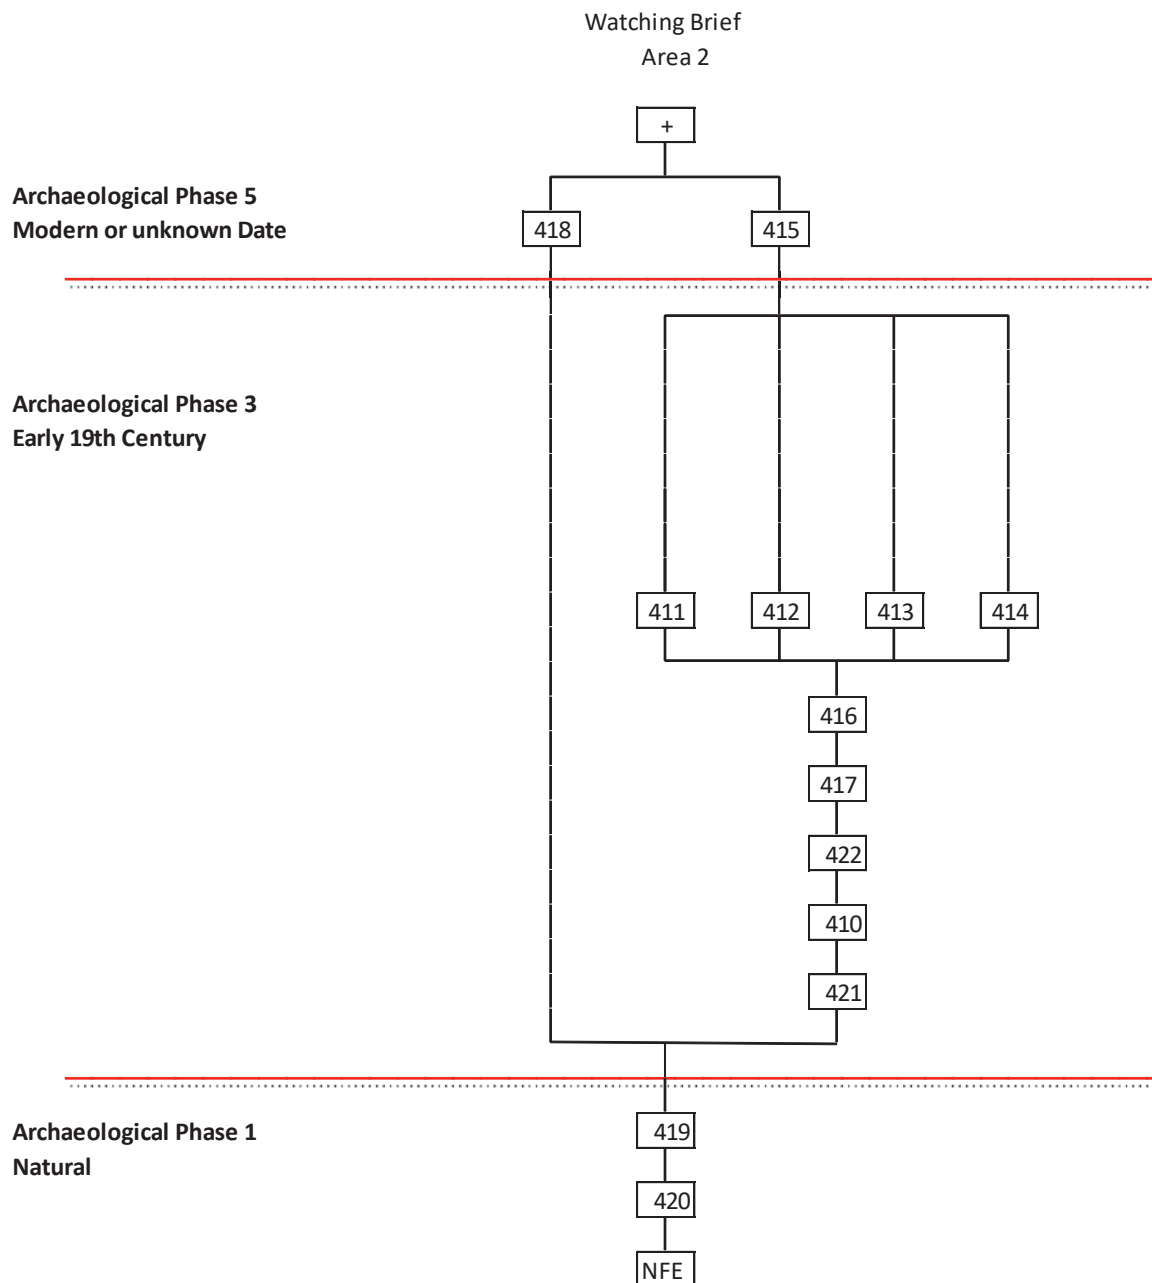 Watching Brief
Area 2
+
Archaeological Phase 5
Modern or unknown Date
418 415
Archaeological Phase 3
Early 19th Century
411 412 413 414
416
417
422
410
421
Archaeological Phase 1
Natural
419
420
NFE